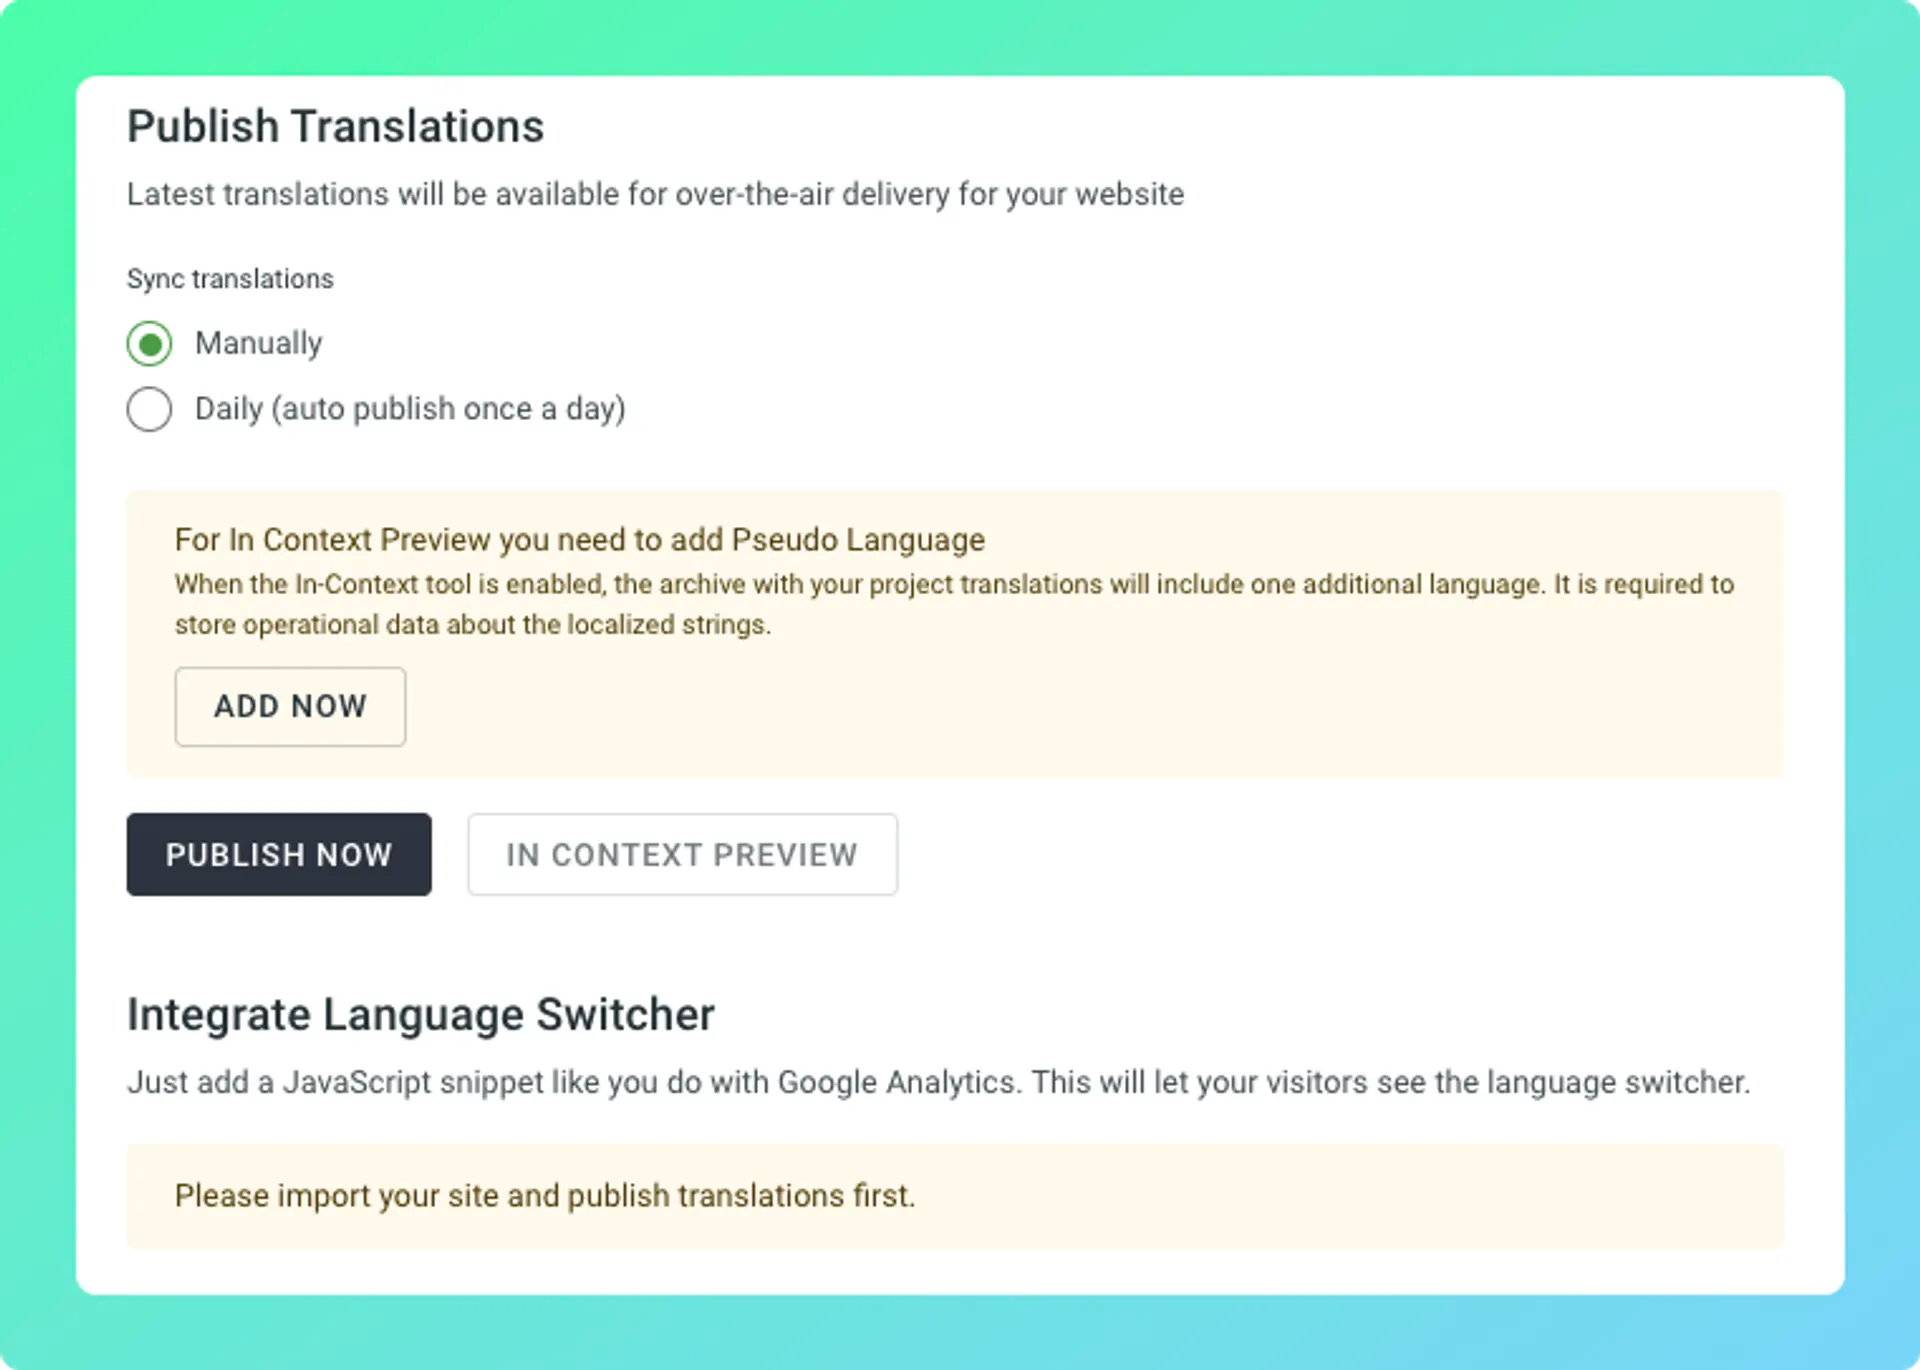 Publish Translations
Latest translations will be available for over-the-air delivery for your website
Sync translations
Manually
Daily (auto publish once a day)
For In Context Preview you need to add Pseudo Language
When the In-Context tool is enabled, the archive with your project translations will include one additional language. It is required to
store operational data about the localized strings.
ADD NOW
PUBLISH NOW
IN CONTEXT PREVIEW
Integrate Language Switcher
Just add a JavaScript snippet like you do with Google Analytics. This will let your visitors see the language switcher.
Please import your site and publish translations first.